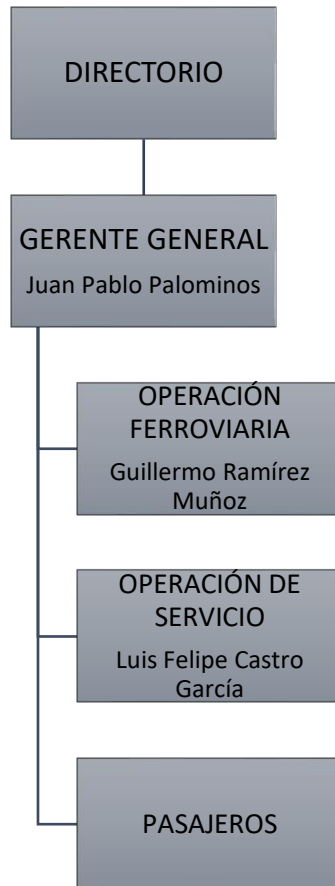 DIRECTORIO
GERENTE GENERAL
Juan Pablo Palominos
OPERACIÓN
FERROVIARIA
Guillermo Ramírez
Muñoz
OPERACIÓN DE
SERVICIO
Luis Felipe Castro
García
PASAJEROS